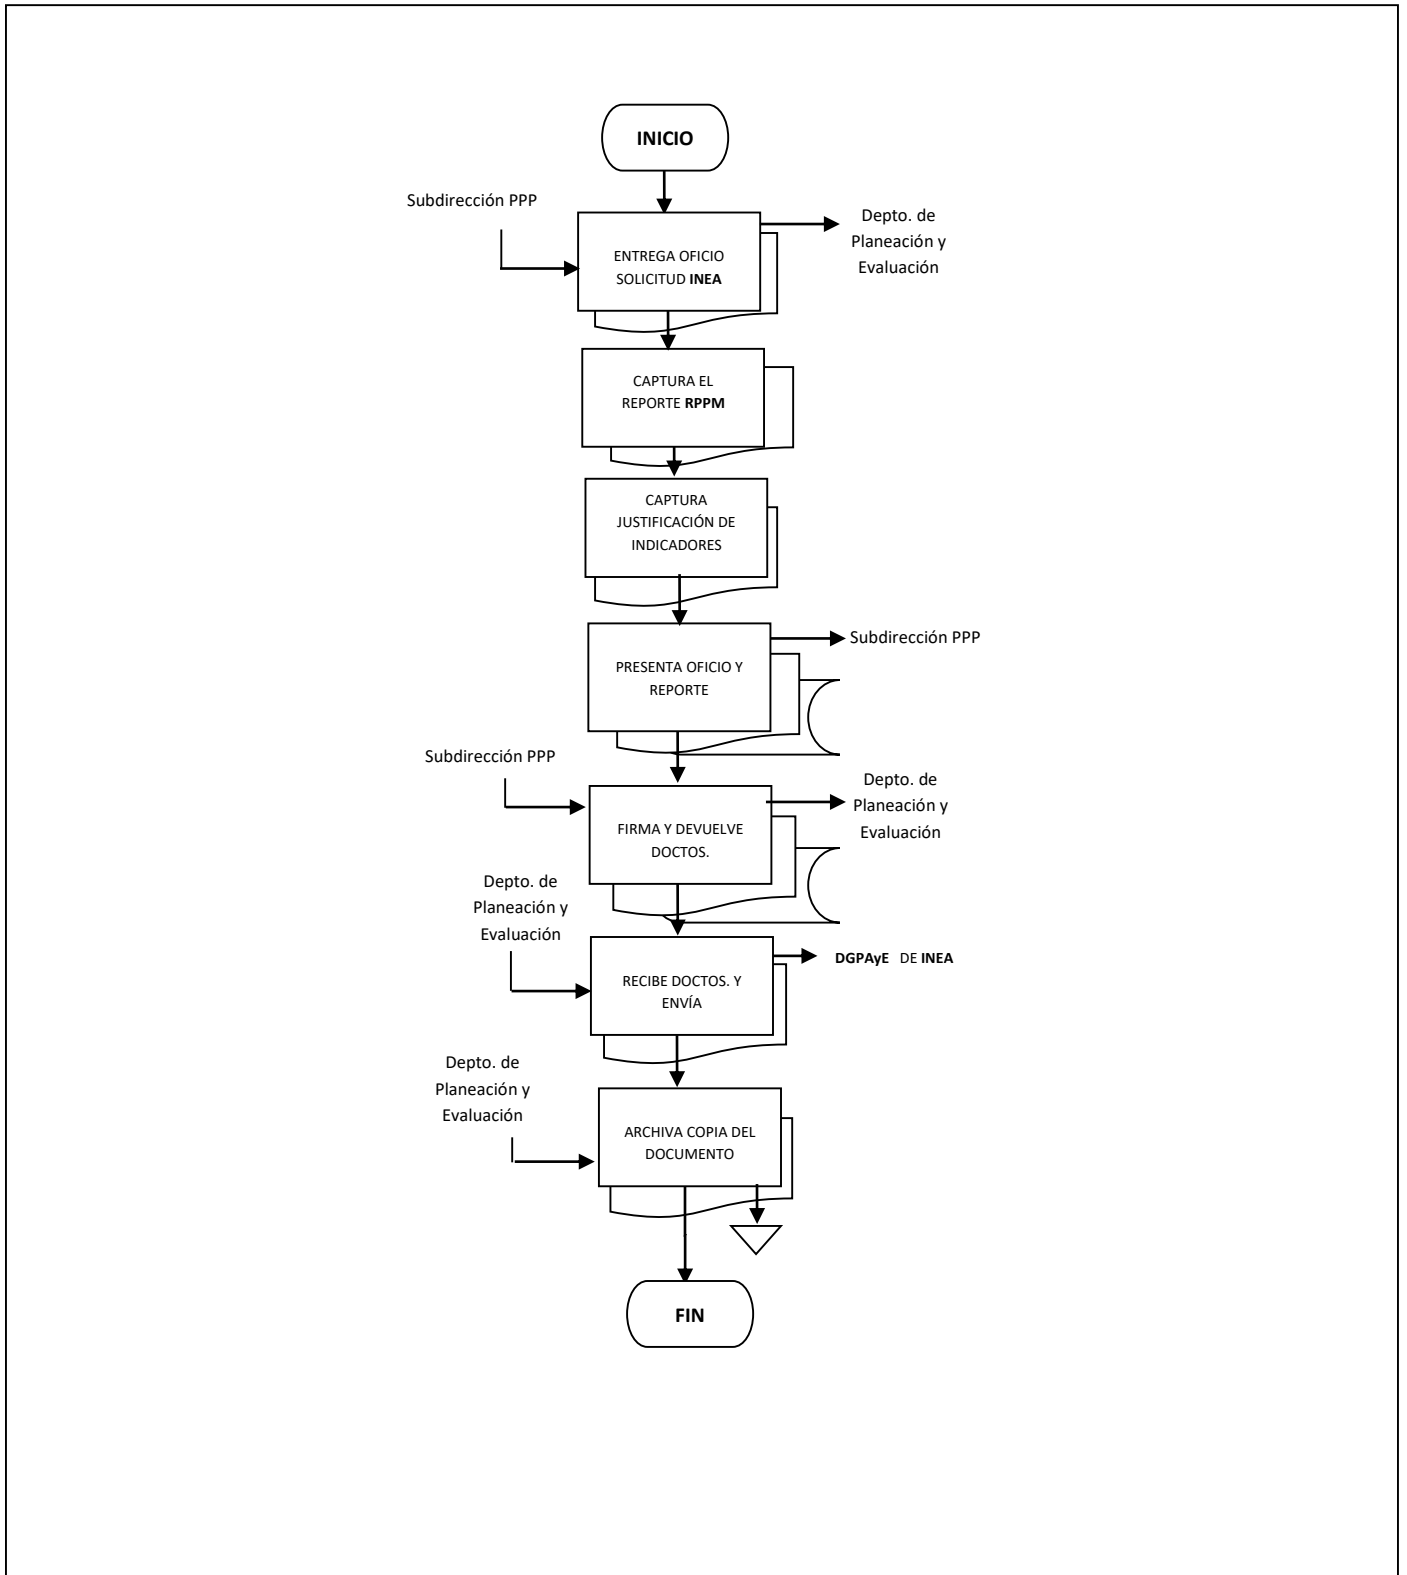 INICIO
Subdirección PPP
Depto. de
Planeación y
Evaluación
ENTREGA OFICIO
SOLICITUD INEA
CAPTURA EL
REPORTE RPPM
CAPTURA
JUSTIFICACIÓN DE
INDICADORES
PRESENTA OFICIO Y
REPORTE
Subdirección PPP
Subdirección PPP
Depto. de
Planeación y
Evaluación
FIRMA Y DEVUELVE
DOCTOS.
Depto. de
Planeación y
Evaluación
RECIBE DOCTOS. Y
ENVÍA
DGPAyE DE INEA
Depto. de
Planeación y
Evaluación
ARCHIVA COPIA DEL
DOCUMENTO
FIN